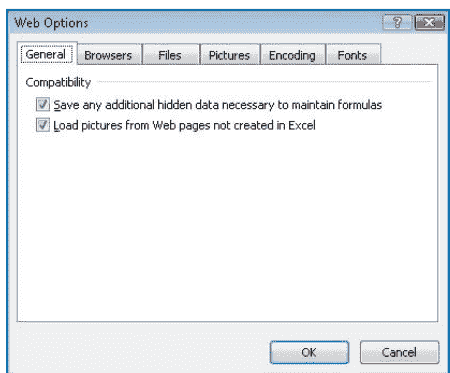 Web Options
General Browsers Files Pictures Encoding Fonts
Compatibility
Save any additional hidden data necessary to maintain formulas
Load pictures from Web pages not created in Excel
OK Cancel